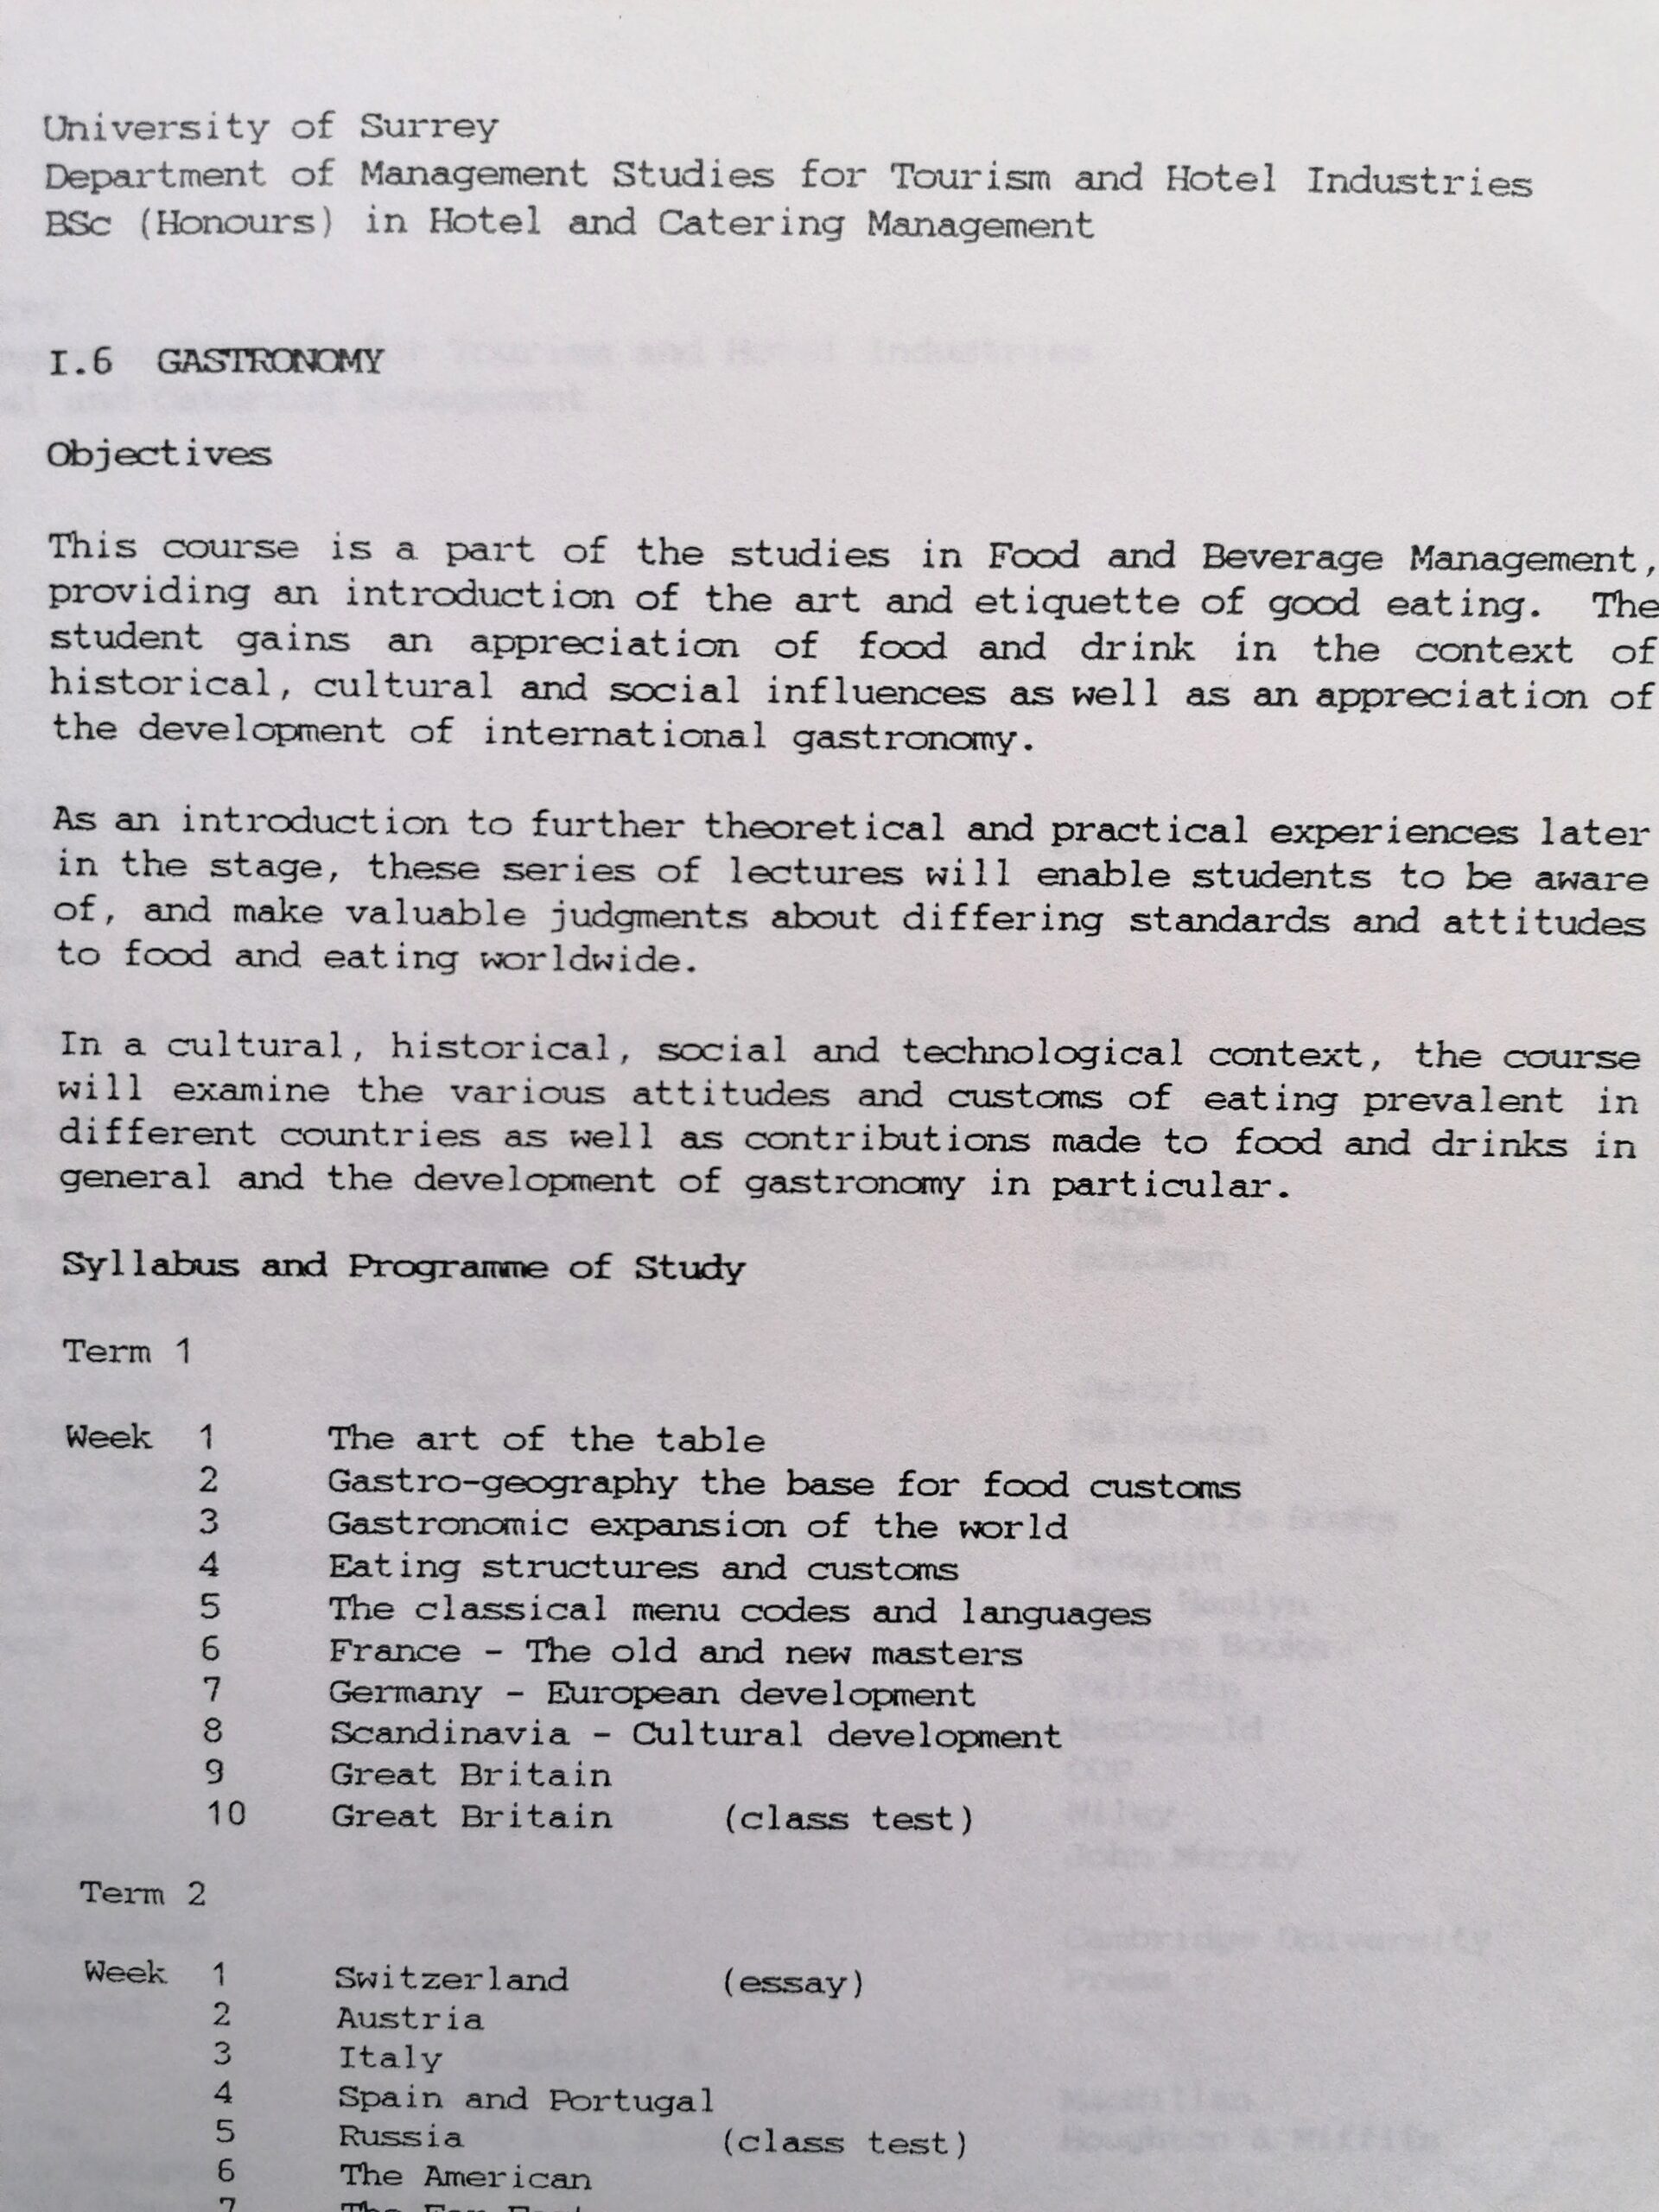 University of Surrey
Department of Management Studies for Tourism and Hotel Industries
BSc (Honours) in Hotel and Catering Management
I.6 GASTRONOMY
Objectives
This course is a part of the studies in Food and Beverage Management,
providing an introduction of the art and etiquette of good eating. The
student gains an appreciation of food and drink in the context of
historical, cultural and social influences as well as an appreciation of
the development of international gastronomy.
As an introduction to further theoretical and practical experiences later
in the stage, these series of lectures will enable students to be aware
of, and make valuable judgments about differing standards and attitudes
to food and eating worldwide.
In a cultural, historical, social and technological context, the course
will examine the various attitudes and customs of eating prevalent in
different countries as well as contributions made to food and drinks in
general and the development of gastronomy in particular.
Syllabus and Programme of Study
Term 1
Week 1 The art of the table
2 Gastro-geography the base for food customs
3 Gastronomic expansion of the world
4 Eating structures and customs
5 The classical menu codes and languages
6 France - The old and new masters
7 Germany - European development
8 Scandinavia - Cultural development
9 Great Britain
10 Great Britain (class test)
Term 2
Week 1 Switzerland (essay)
2 Austria
3 Italy
4 Spain and Portugal
5 Russia (class test)
6 The American
7 The Far East